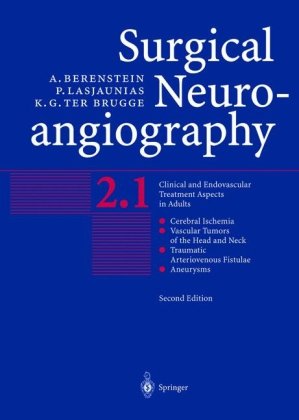 Surgical
A. BERENSTEIN
P. LASJAUNIAS
K. G. TER BRUGGE
Neuro-
angiography
2.1
Clinical and Endovascular
Treatment Aspects
in Adults
Cerebral Ischemia
Vascular Tumors
of the Head and Neck
Traumatic
Arteriovenous Fistulae
Aneurysms
Second Edition
Springer